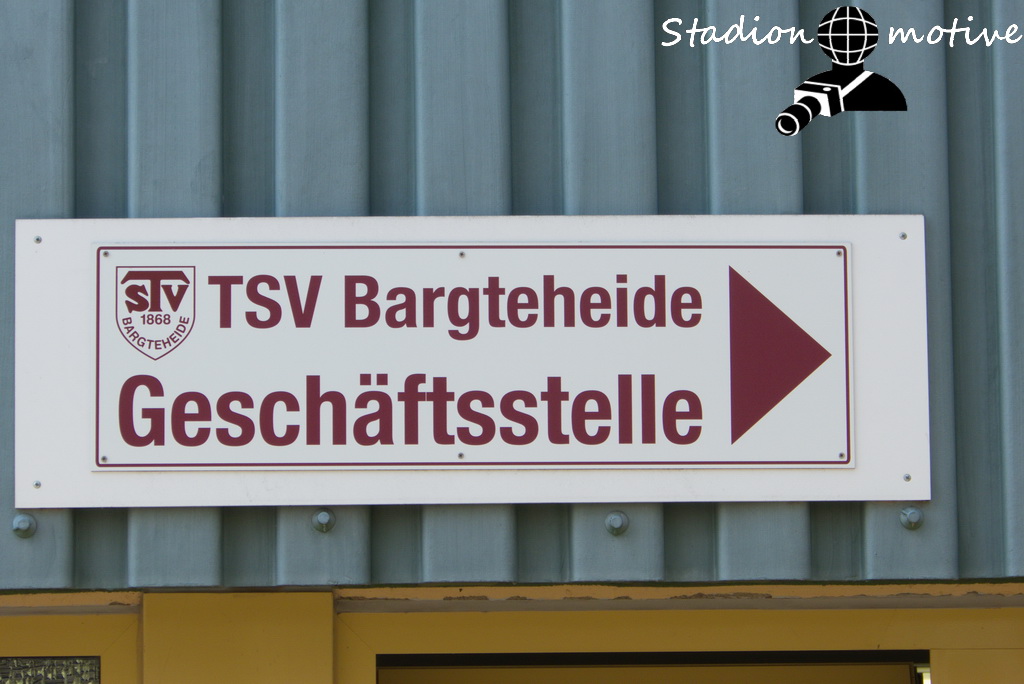 Stadion motive
TSV Bargteheide
STV
1868
BARGTEHEIDE
Geschäftsstelle